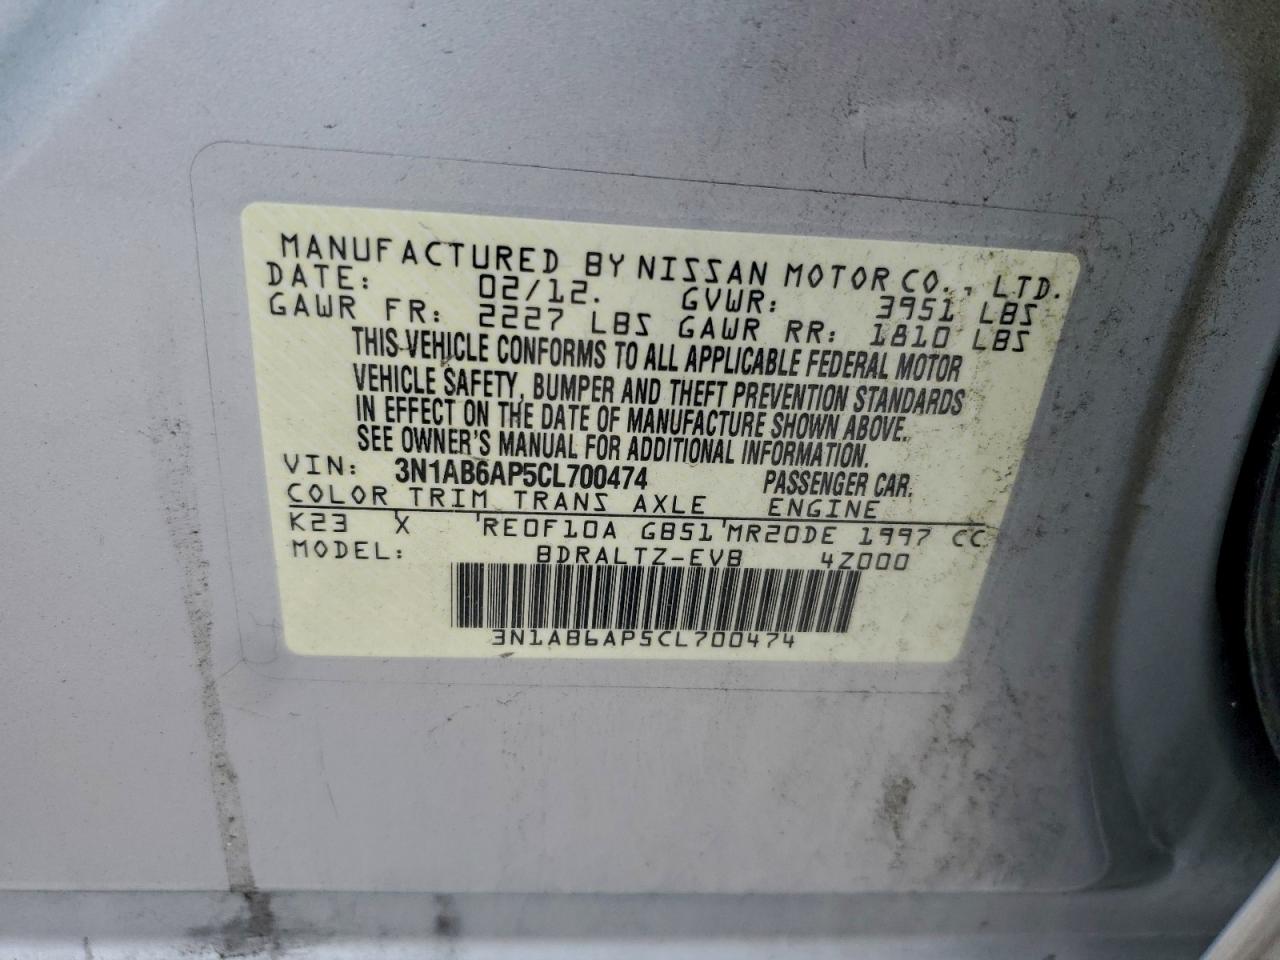 MANUFACTURED BY NISSAN MOTOR CO., LTD.
DATE: 02/12. GVWR: 3951 LBS
GAWR FR: 2227 LBS GAWR RR: 1810 LBS
THIS VEHICLE CONFORMS TO ALL APPLICABLE FEDERAL MOTOR
VEHICLE SAFETY, BUMPER AND THEFT PREVENTION STANDARDS
IN EFFECT ON THE DATE OF MANUFACTURE SHOWN ABOVE.
SEE OWNER'S MANUAL FOR ADDITIONAL INFORMATION.
VIN: 3N1AB6AP5CL700474 PASSENGER CAR.
COLOR TRIM TRANS AXLE ENGINE
K23 X RE0F10A GB51 MR20DE 1997 CC
MODEL: BDRALTZ-EVB 4Z000
3N1AB6AP5CL700474